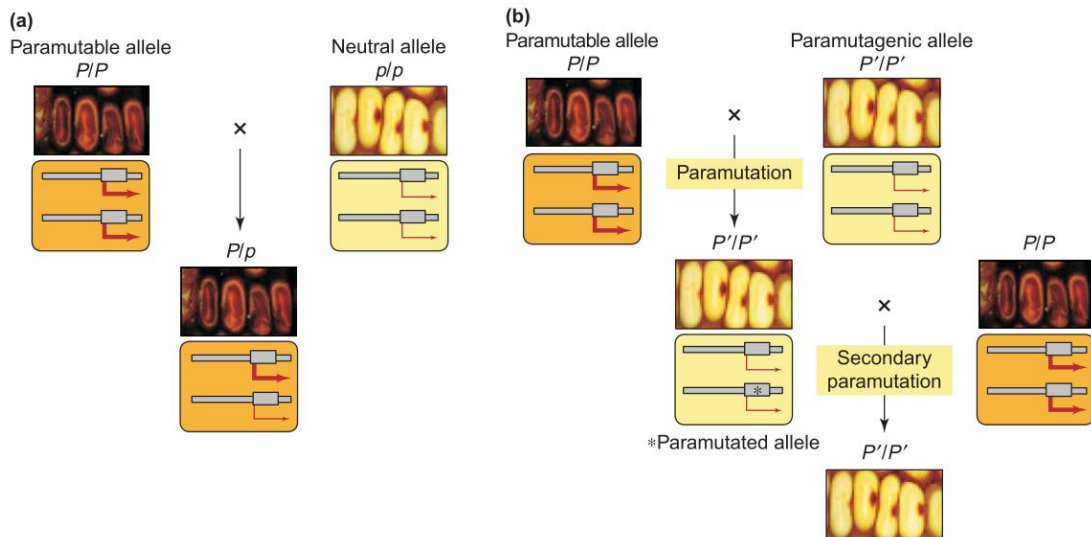 (a)
Paramutable allele
P/P
Neutral allele
p/p
×
P/p
(b)
Paramutable allele
P/P
Paramutagenic allele
P′/P′
×
Paramutation
P′/P′
P/P
×
Secondary
paramutation
*
*Paramutated allele
P′/P′